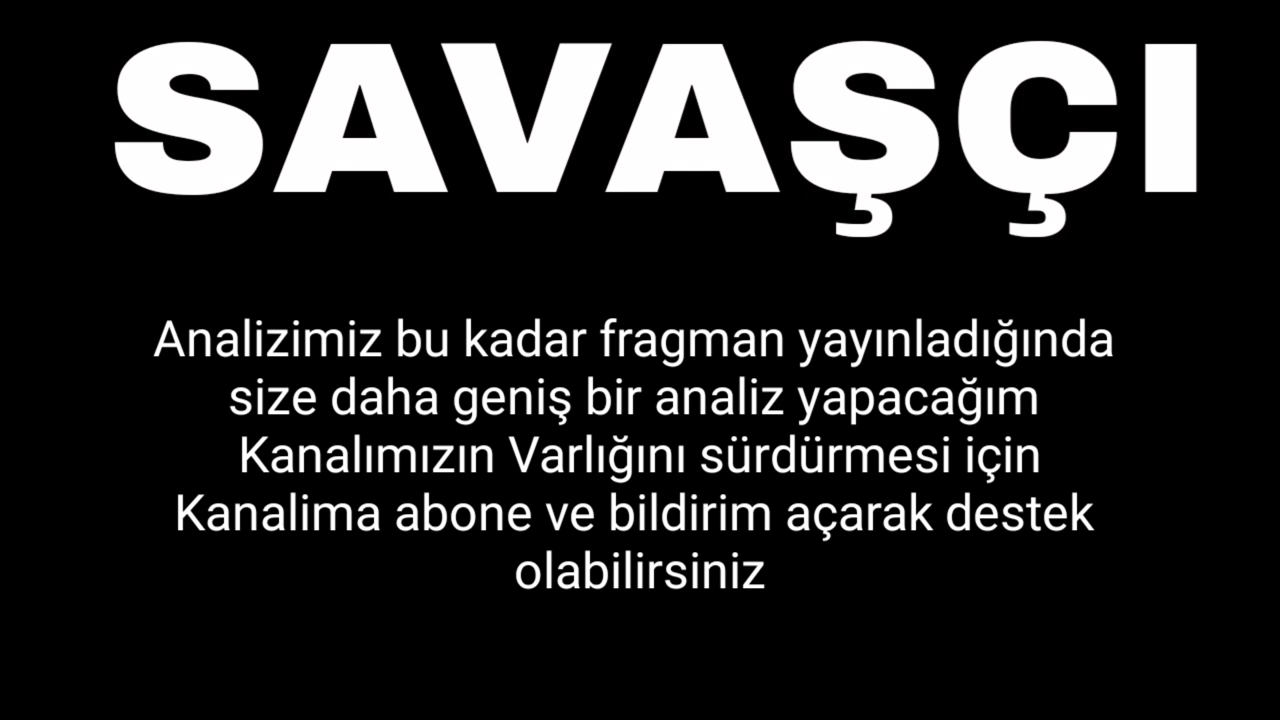 SAVAŞÇI
Analizimiz bu kadar fragman yayınladığında
size daha geniş bir analiz yapacağım
Kanalımızın Varlığını sürdürmesi için
Kanalima abone ve bildirim açarak destek
olabilirsiniz